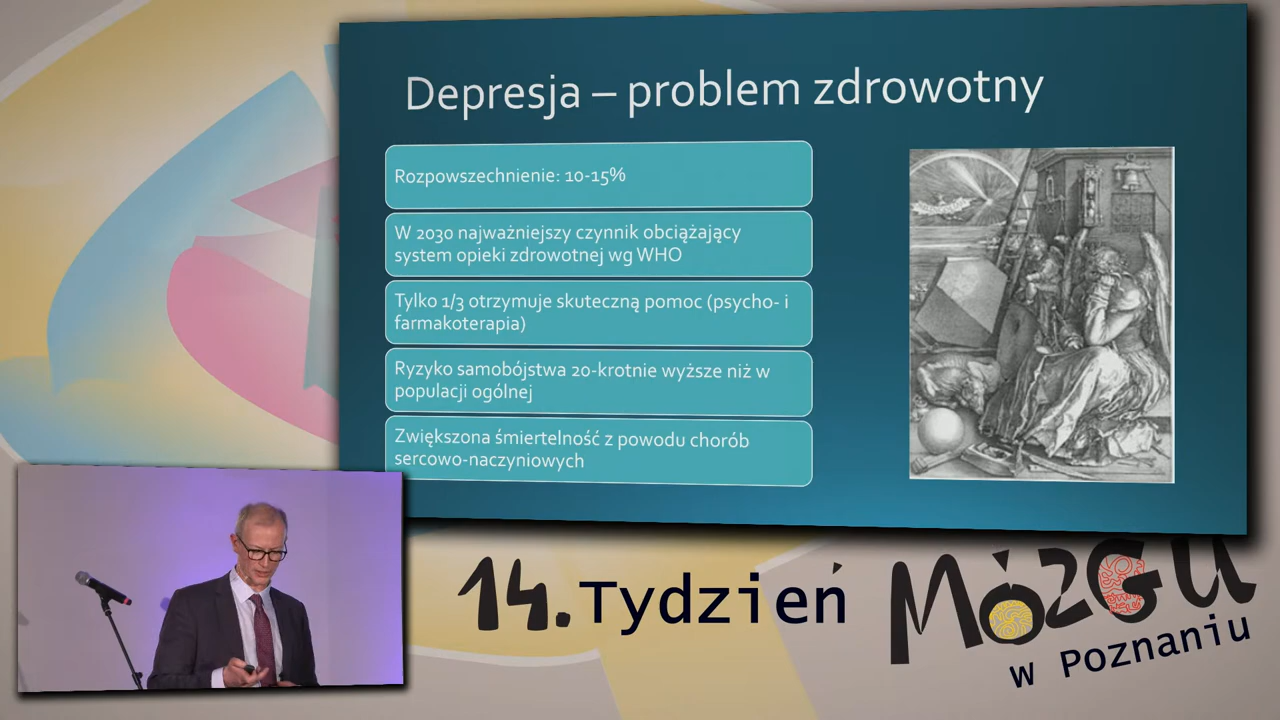 Depresja – problem zdrowotny
Rozpowszechnienie: 10-15%
W 2030 najważniejszy czynnik obciążający
system opieki zdrowotnej wg WHO
Tylko 1/3 otrzymuje skuteczną pomoc (psycho- i
farmakoterapia)
Ryzyko samobójstwa 20-krotnie wyższe niż w
populacji ogólnej
Zwiększona śmiertelność z powodu chorób
sercowo-naczyniowych
14. Tydzień MózGu
w Poznaniu